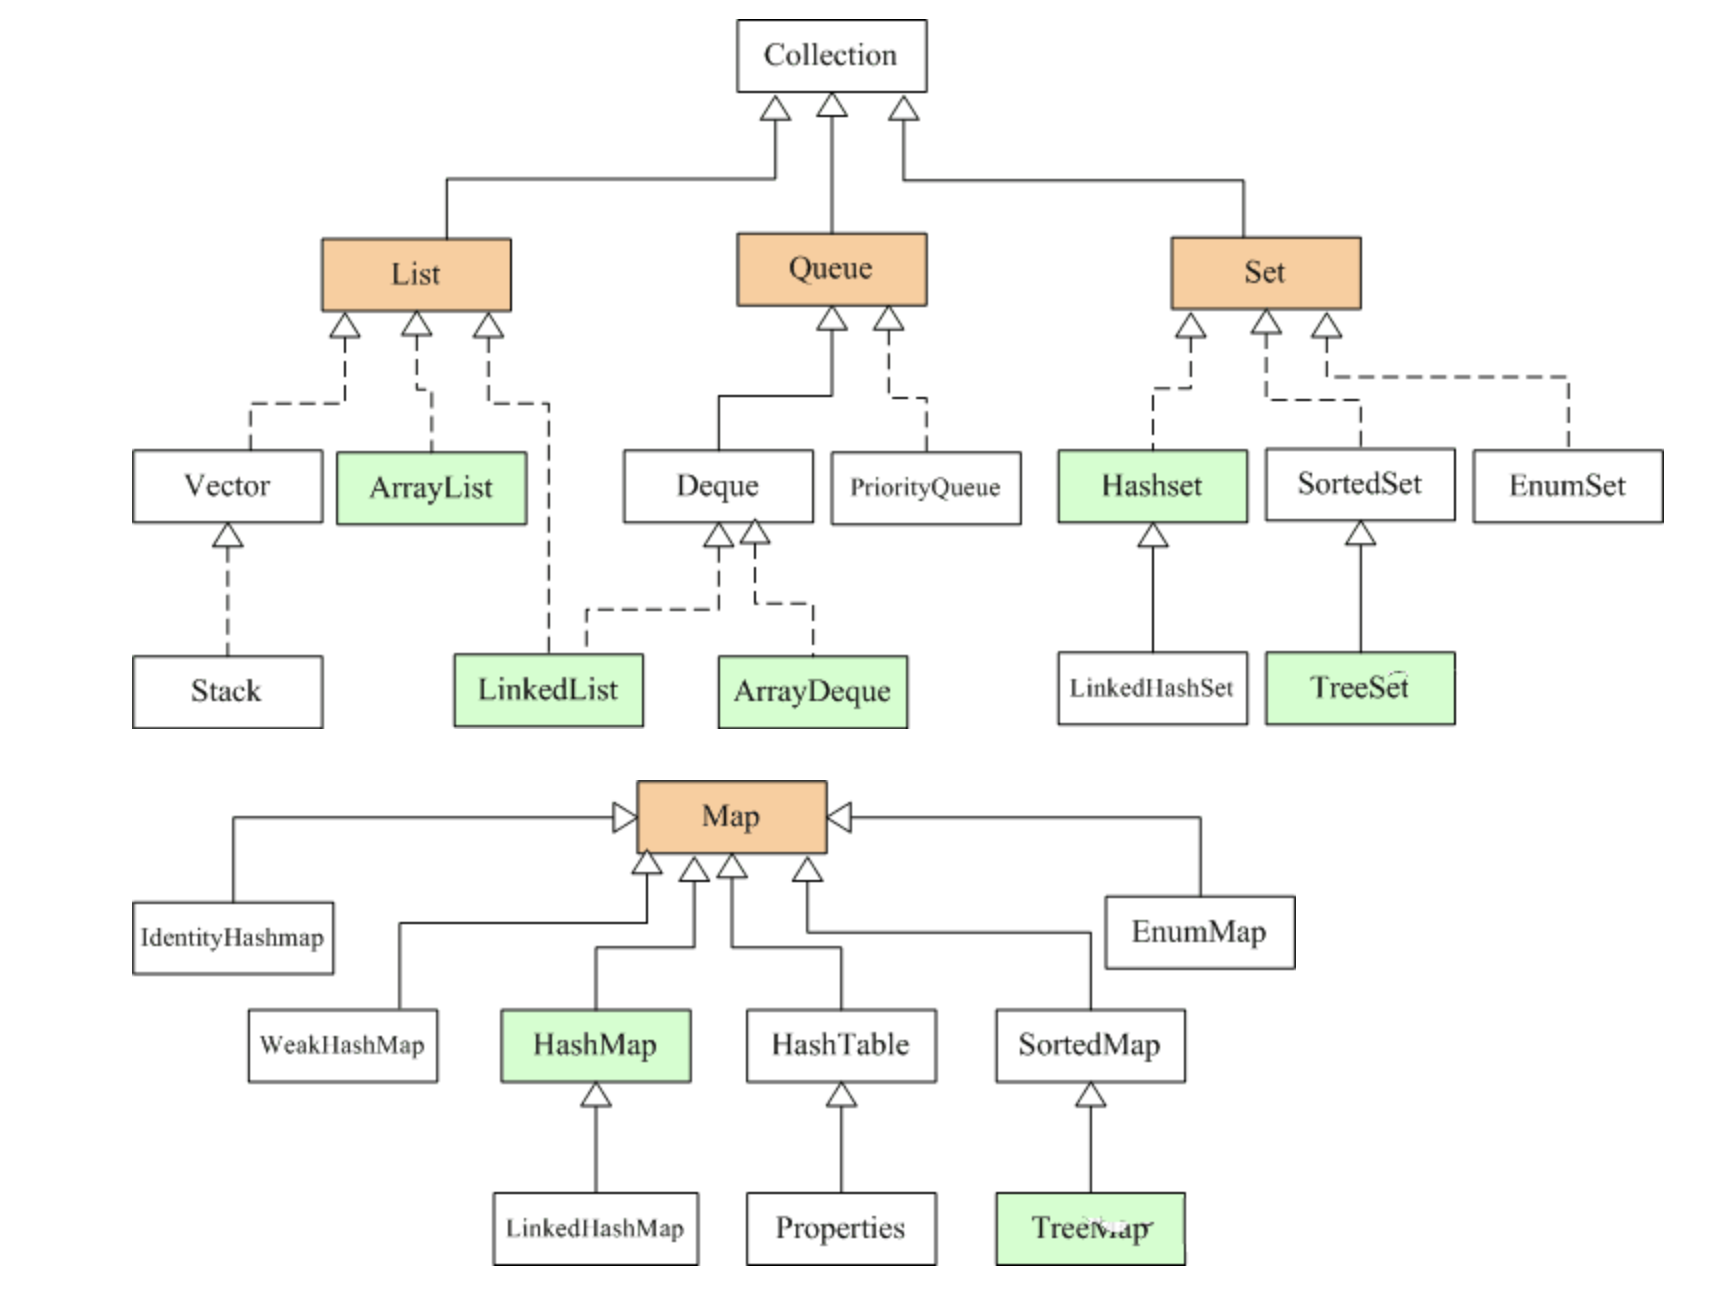 Collection
List
Queue
Set
Vector
ArrayList
Deque
PriorityQueue
Hashset
SortedSet
EnumSet
Stack
LinkedList
ArrayDeque
LinkedHashSet
TreeSet
Map
IdentityHashmap
EnumMap
WeakHashMap
HashMap
HashTable
SortedMap
LinkedHashMap
Properties
TreeMap